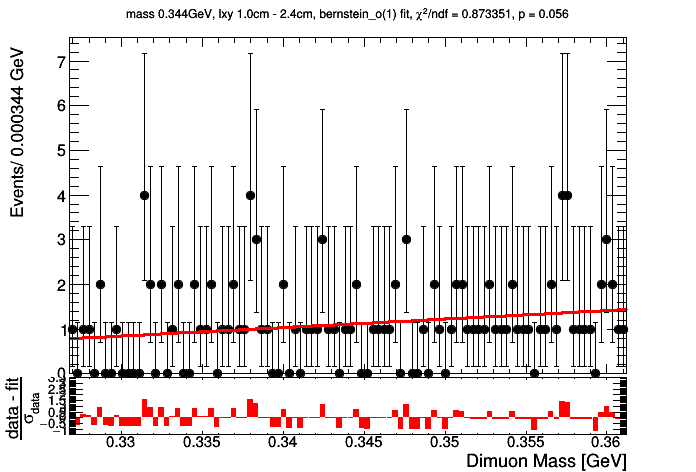 mass 0.344GeV, lxy 1.0cm - 2.4cm, bernstein_o(1) fit, χ²/ndf = 0.873351, p = 0.056
Events/ 0.000344 GeV
7
6
5
4
3
2
1
0
data - fit
σdata
0.33 0.335 0.34 0.345 0.35 0.355 0.36
Dimuon Mass [GeV]